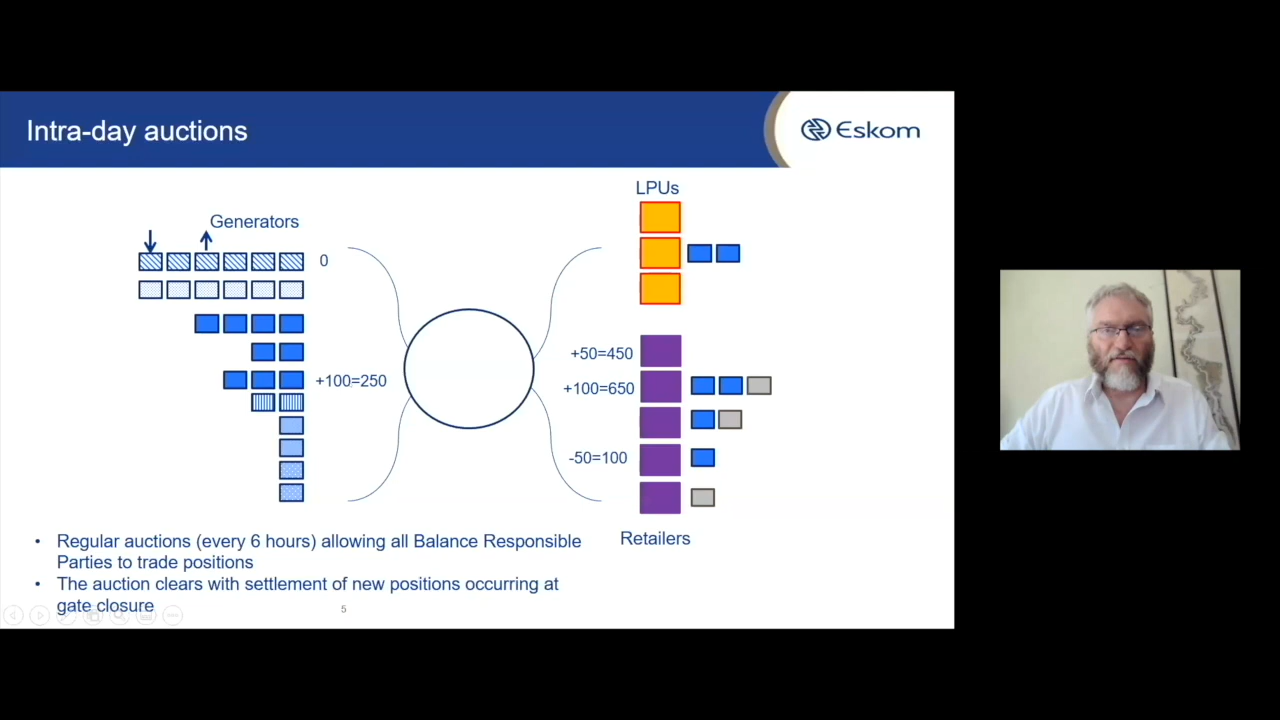 Intra-day auctions
Eskom
LPUs
Generators
0
+50=450
+100=250
+100=650
-50=100
Retailers
• Regular auctions (every 6 hours) allowing all Balance Responsible
Parties to trade positions
• The auction clears with settlement of new positions occurring at
gate closure
5